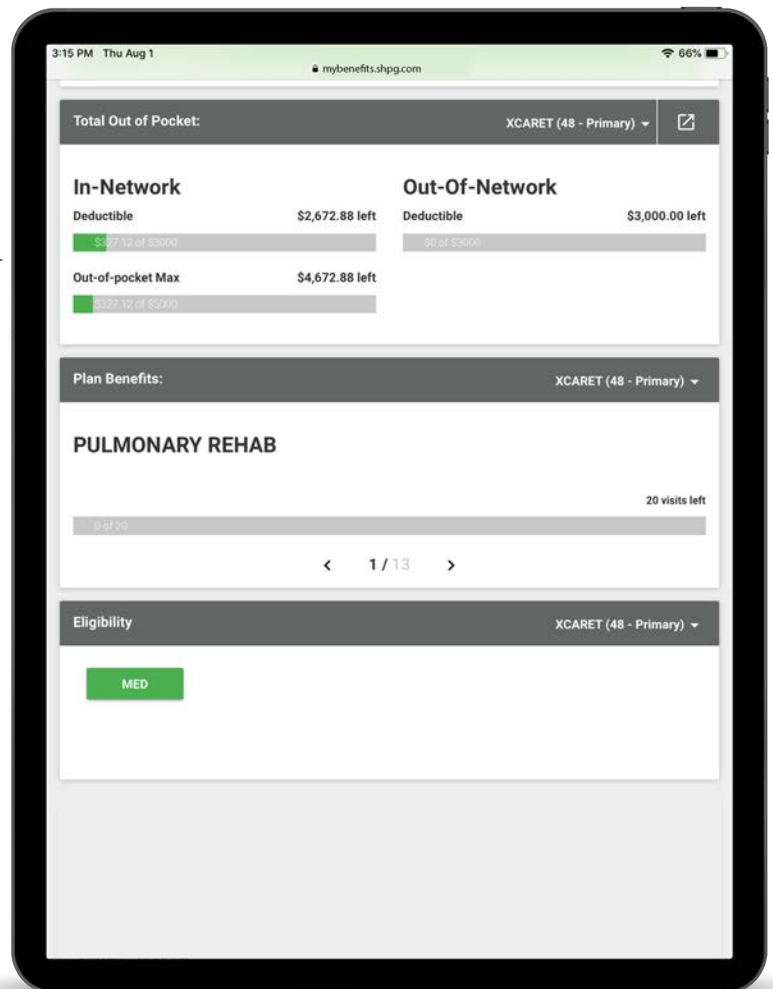 3:15 PM Thu Aug 1
mybenefits.shpg.com
66%
Total Out of Pocket:
XCARET (48 - Primary)
In-Network
Deductible $2,672.88 left
$327.12 of $3000
Out-of-pocket Max $4,672.88 left
$327.12 of $5000
Out-Of-Network
Deductible $3,000.00 left
$0 of $3000
Plan Benefits:
XCARET (48 - Primary)
PULMONARY REHAB
20 visits left
0 of 20
1 / 13
Eligibility
XCARET (48 - Primary)
MED